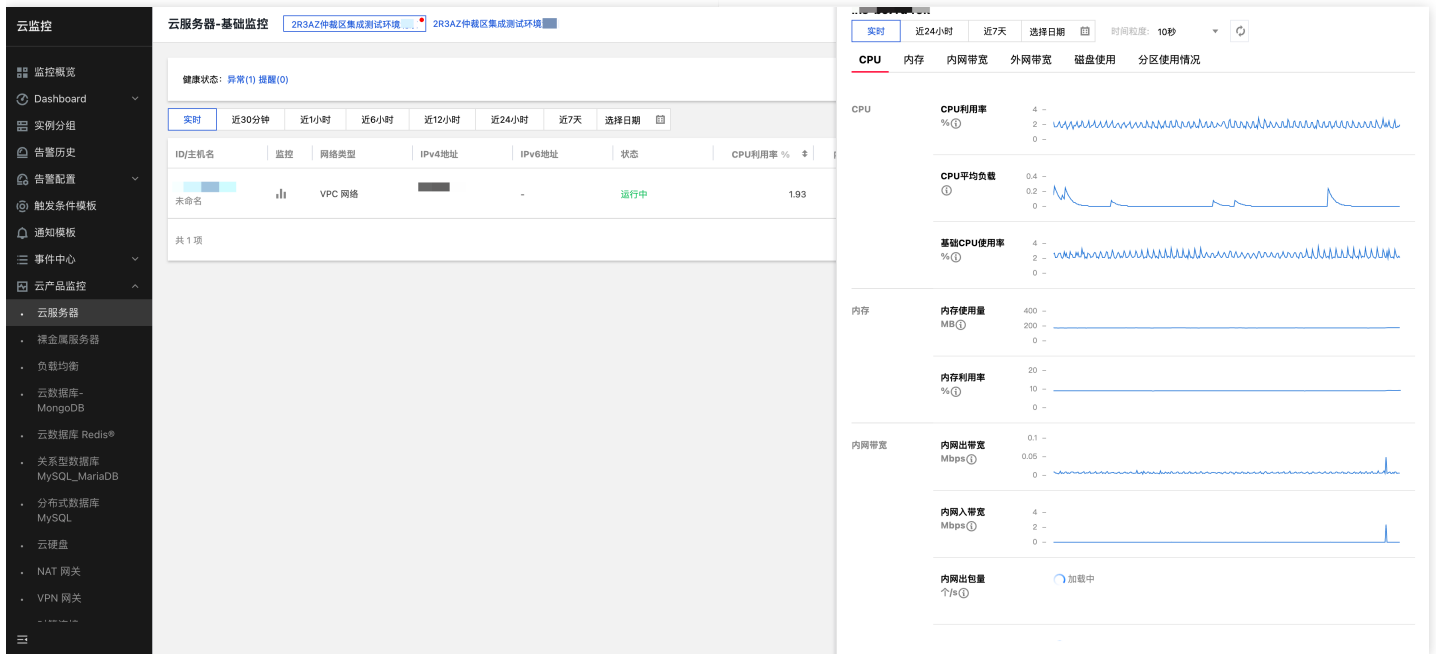 云监控
监控概览
Dashboard
实例分组
告警历史
告警配置
触发条件模板
通知模板
事件中心
云产品监控
云服务器
裸金属服务器
负载均衡
云数据库-
MongoDB
云数据库 Redis®
关系型数据库
MySQL_MariaDB
分布式数据库
MySQL
云硬盘
NAT 网关
VPN 网关
云服务器-基础监控
2R3AZ仲裁区集成测试环境
2R3AZ仲裁区集成测试环境
健康状态: 异常(1) 提醒(0)
实时 近30分钟 近1小时 近6小时 近12小时 近24小时 近7天 选择日期
ID/主机名 监控 网络类型 IPv4地址 IPv6地址 状态 CPU利用率 %
未命名 VPC 网络 - 运行中 1.93
共 1 项
实时 近24小时 近7天 选择日期 时间粒度: 10秒
CPU 内存 内网带宽 外网带宽 磁盘使用 分区使用情况
CPU
CPU利用率
%
4
2
0
CPU平均负载
0.4
0.2
0
基础CPU使用率
%
4
2
0
内存
内存使用量
MB
400
200
0
内存利用率
%
20
10
0
内网带宽
内网出带宽
Mbps
0.1
0.05
0
内网入带宽
Mbps
4
2
0
内网出包量
个/s
加载中